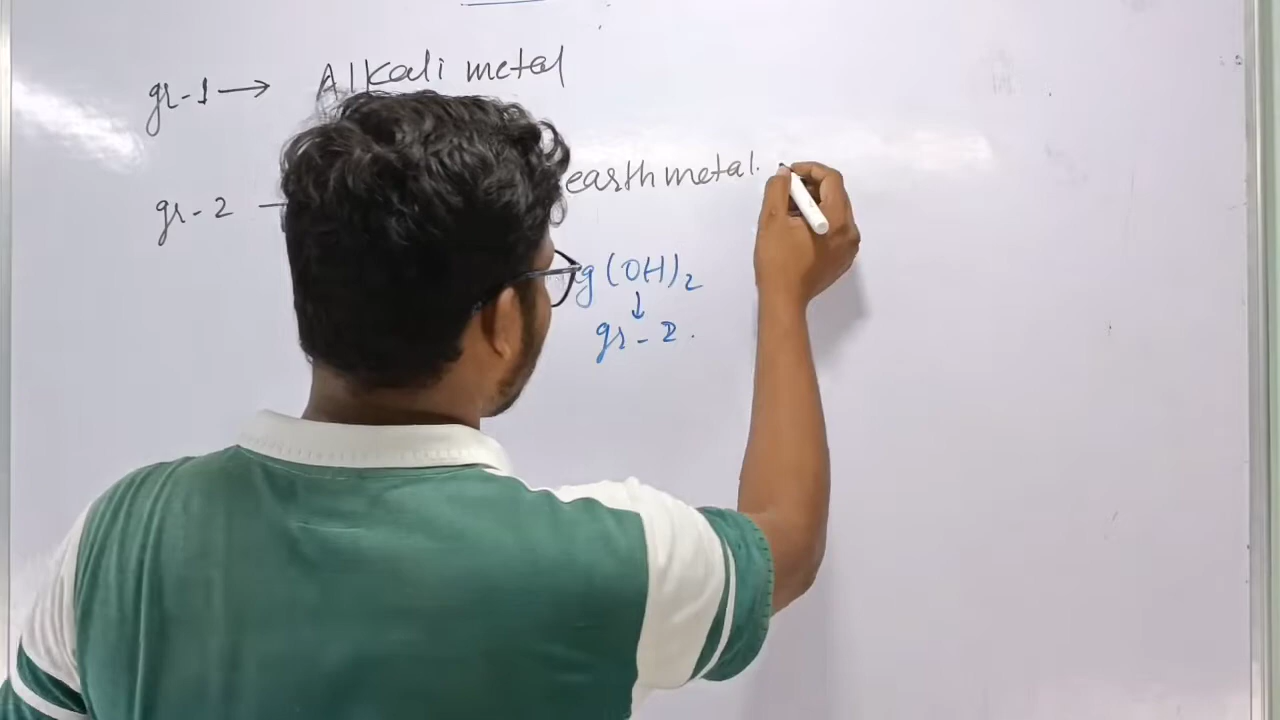 gr-1 → Alkali metal
gr-2 earth metal.
g(OH)₂
↓
gr-2.